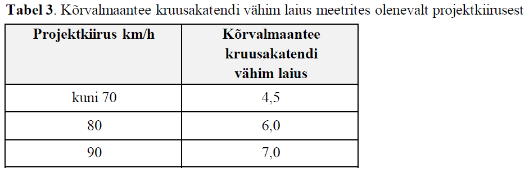 Tabel 3. Kõrvalmaantee kruusakatendi vähim laius meetrites olenevalt projektkiirusest
Projektkiirus km/h
Kõrvalmaantee
kruusakatendi
vähim laius
kuni 70 4,5
80 6,0
90 7,0